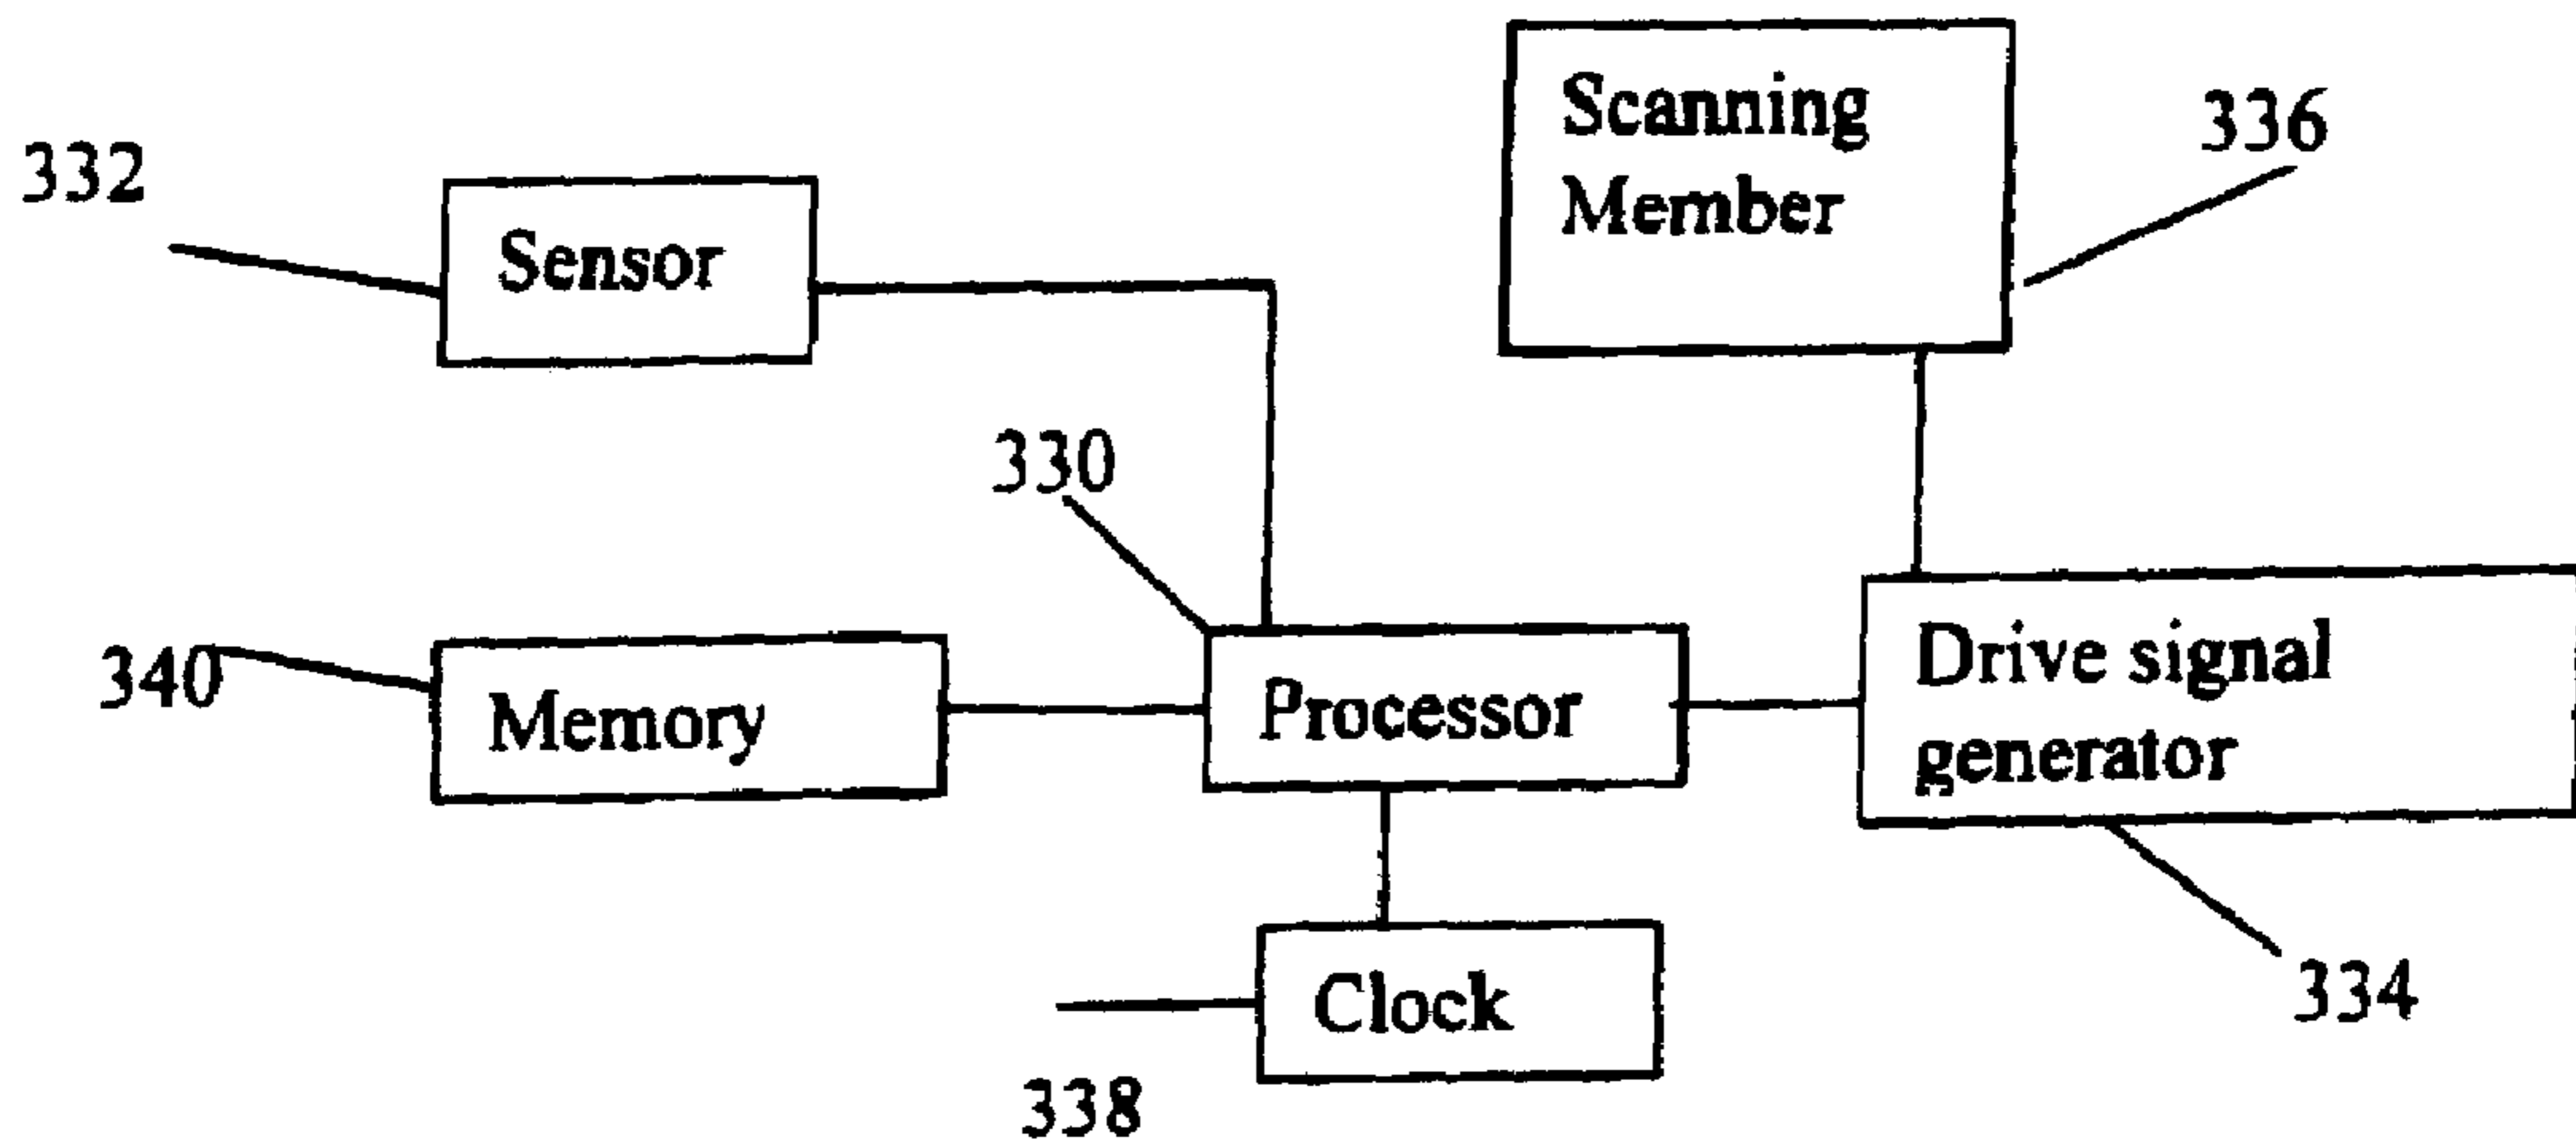 Scanning
Member
336
332
Sensor
330
340
Memory
Processor
Drive signal
generator
Clock
334
338